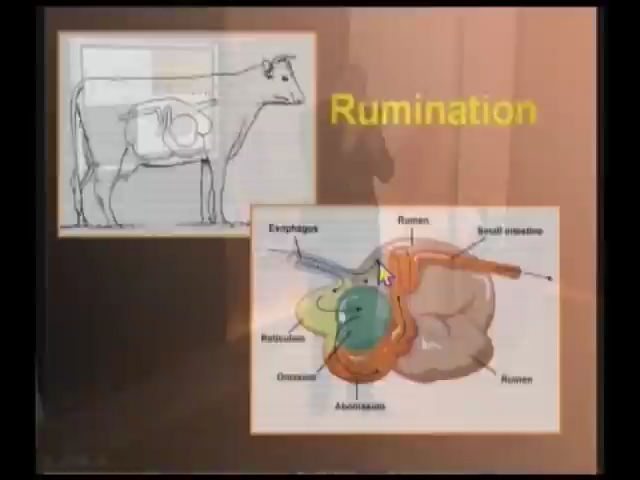 Rumination
Rumen
Esophagus
Small intestine
Reticulum
Omasum
Rumen
Abomasum